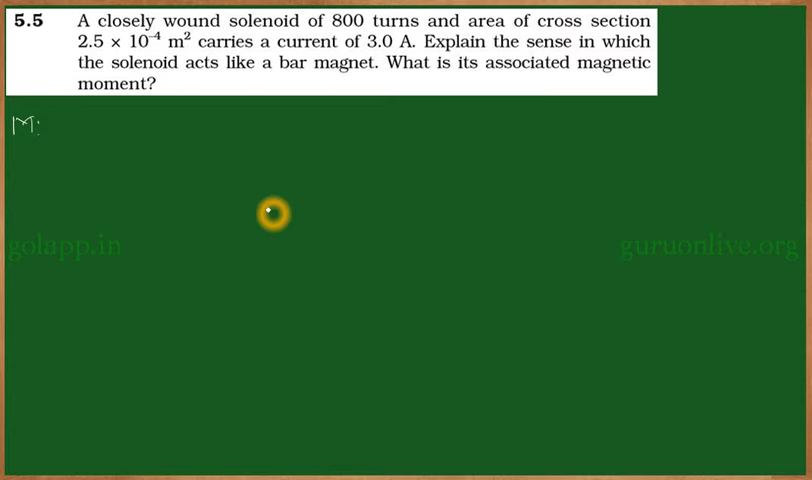 5.5 A closely wound solenoid of 800 turns and area of cross section
2.5 × 10⁻⁴ m² carries a current of 3.0 A. Explain the sense in which
the solenoid acts like a bar magnet. What is its associated magnetic
moment?
M:
golapp.in guruonlive.org